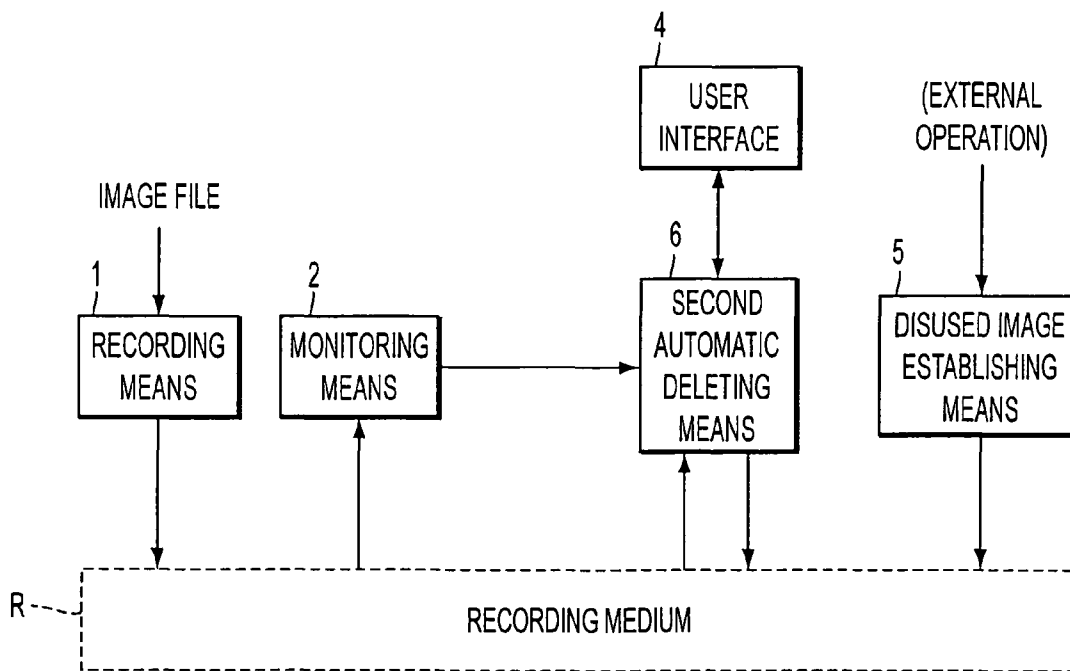 4
USER
INTERFACE
(EXTERNAL
OPERATION)
IMAGE FILE
1
RECORDING
MEANS
2
MONITORING
MEANS
6
SECOND
AUTOMATIC
DELETING
MEANS
5
DISUSED IMAGE
ESTABLISHING
MEANS
R
RECORDING MEDIUM